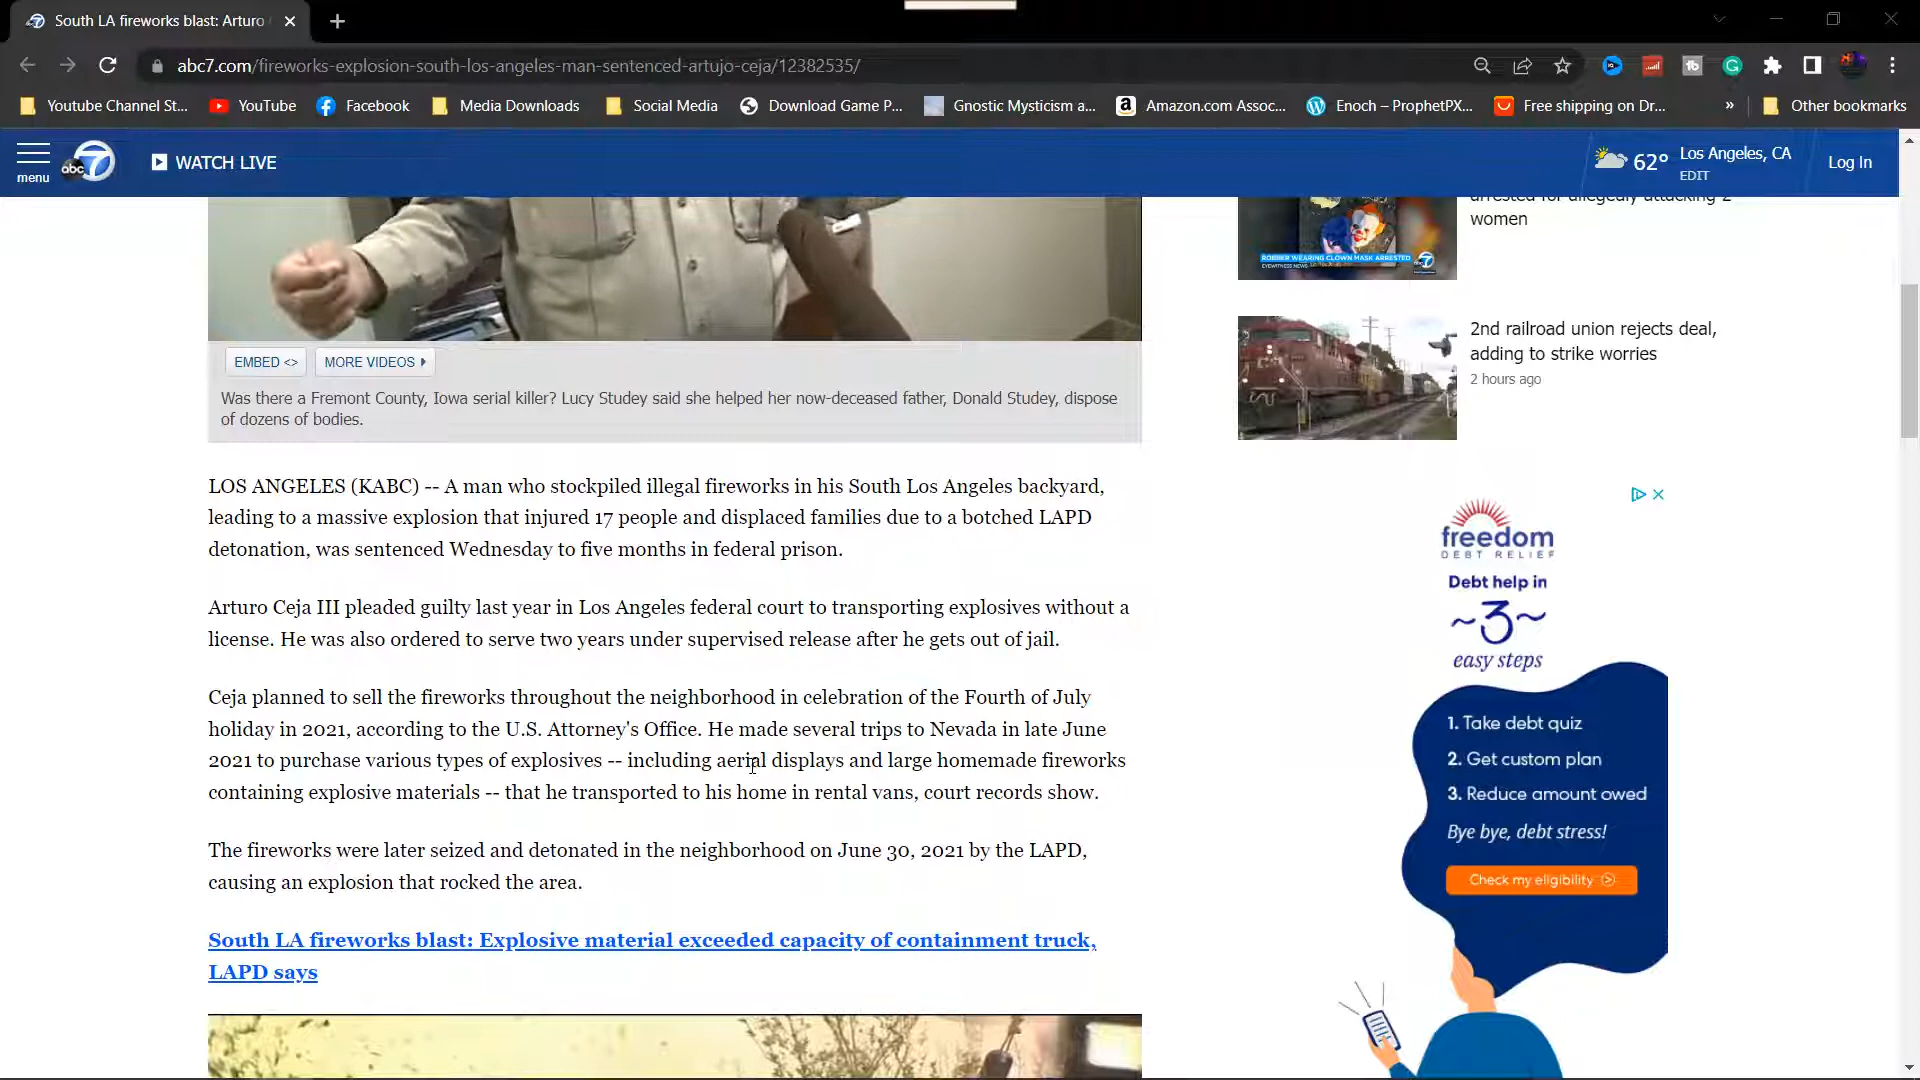 South LA fireworks blast: Arturo
abc7.com/fireworks-explosion-south-los-angeles-man-sentenced-artujo-ceja/12382535/
Youtube Channel St...
YouTube
Facebook
Media Downloads
Social Media
Download Game P...
Gnostic Mysticism a...
Amazon.com Assoc...
Enoch – ProphetPX...
Free shipping on Dr...
»
Other bookmarks
menu
abc 7
WATCH LIVE
62°
Los Angeles, CA
EDIT
Log In
EMBED <>
MORE VIDEOS
Was there a Fremont County, Iowa serial killer? Lucy Studey said she helped her now-deceased father, Donald Studey, dispose
of dozens of bodies.
LOS ANGELES (KABC) -- A man who stockpiled illegal fireworks in his South Los Angeles backyard,
leading to a massive explosion that injured 17 people and displaced families due to a botched LAPD
detonation, was sentenced Wednesday to five months in federal prison.
Arturo Ceja III pleaded guilty last year in Los Angeles federal court to transporting explosives without a
license. He was also ordered to serve two years under supervised release after he gets out of jail.
Ceja planned to sell the fireworks throughout the neighborhood in celebration of the Fourth of July
holiday in 2021, according to the U.S. Attorney's Office. He made several trips to Nevada in late June
2021 to purchase various types of explosives -- including aerial displays and large homemade fireworks
containing explosive materials -- that he transported to his home in rental vans, court records show.
The fireworks were later seized and detonated in the neighborhood on June 30, 2021 by the LAPD,
causing an explosion that rocked the area.
South LA fireworks blast: Explosive material exceeded capacity of containment truck,
LAPD says
arrested for allegedly attacking 2
women
ROBBER WEARING CLOWN MASK ARRESTED
EYEWITNESS NEWS
2nd railroad union rejects deal,
adding to strike worries
2 hours ago
freedom
DEBT RELIEF
Debt help in
~3~
easy steps
1. Take debt quiz
2. Get custom plan
3. Reduce amount owed
Bye bye, debt stress!
Check my eligibility